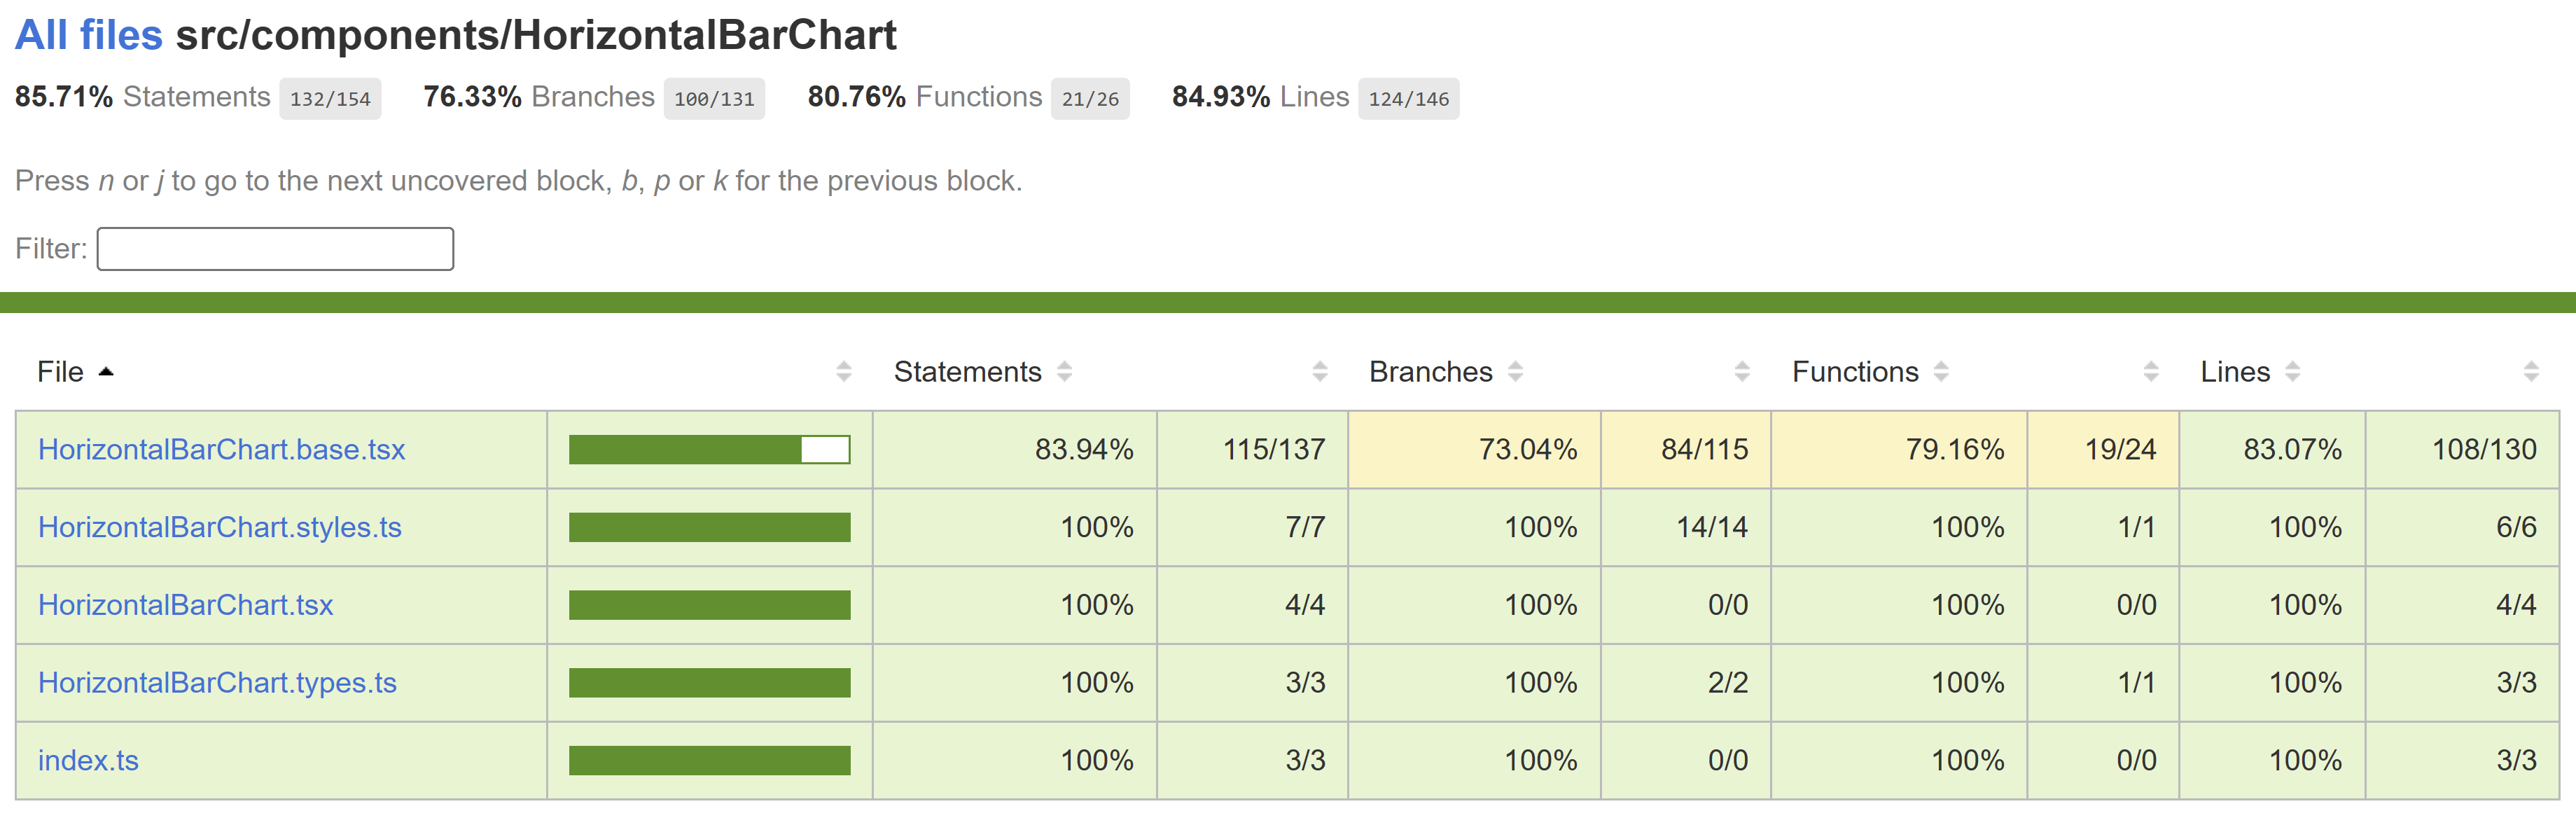 All files src/components/HorizontalBarChart
85.71% Statements 132/154 76.33% Branches 100/131 80.76% Functions 21/26 84.93% Lines 124/146
Press n or j to go to the next uncovered block, b, p or k for the previous block.
Filter:
File Statements Branches Functions Lines
HorizontalBarChart.base.tsx 83.94% 115/137 73.04% 84/115 79.16% 19/24 83.07% 108/130
HorizontalBarChart.styles.ts 100% 7/7 100% 14/14 100% 1/1 100% 6/6
HorizontalBarChart.tsx 100% 4/4 100% 0/0 100% 0/0 100% 4/4
HorizontalBarChart.types.ts 100% 3/3 100% 2/2 100% 1/1 100% 3/3
index.ts 100% 3/3 100% 0/0 100% 0/0 100% 3/3